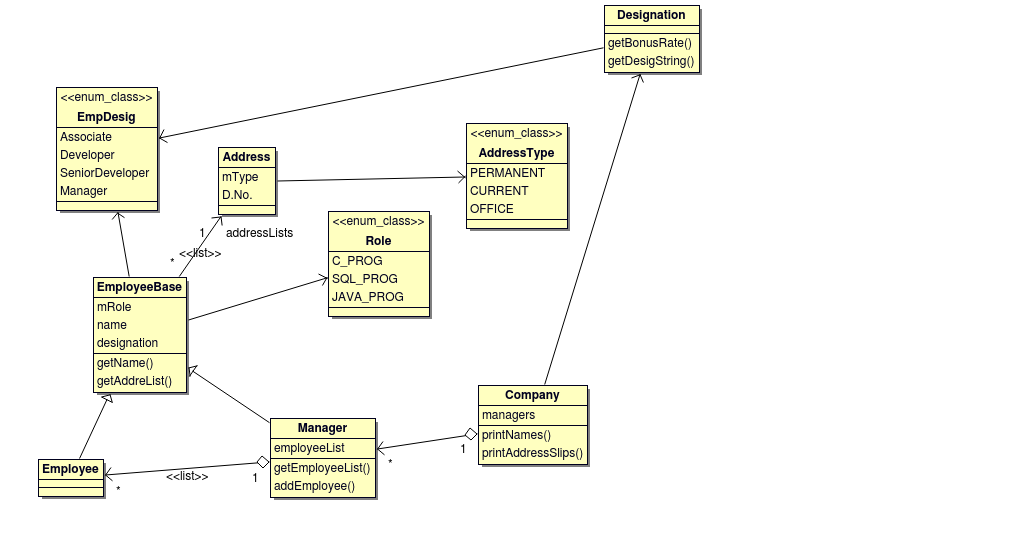 Designation
getBonusRate()
getDesigString()
<<enum_class>>
EmpDesig
Associate
Developer
SeniorDeveloper
Manager
<<enum_class>>
AddressType
PERMANENT
CURRENT
OFFICE
Address
mType
D.No.
1
addressLists
<<list>>
*
<<enum_class>>
Role
C_PROG
SQL_PROG
JAVA_PROG
EmployeeBase
mRole
name
designation
getName()
getAddreList()
Company
managers
printNames()
printAddressSlips()
1
*
Manager
employeeList
getEmployeeList()
addEmployee()
1
<<list>>
*
Employee